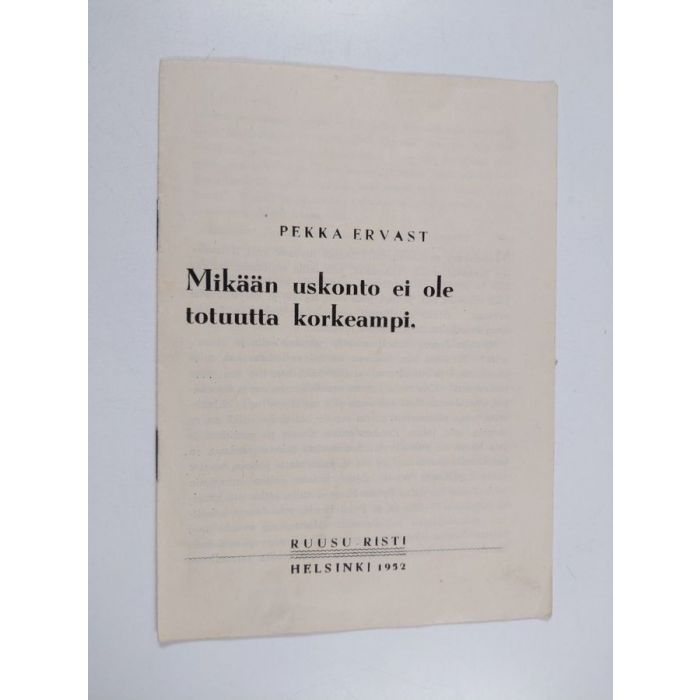 PEKKA ERVAST
Mikään uskonto ei ole
totuutta korkeampi.
RUUSU-RISTI
HELSINKI 1952